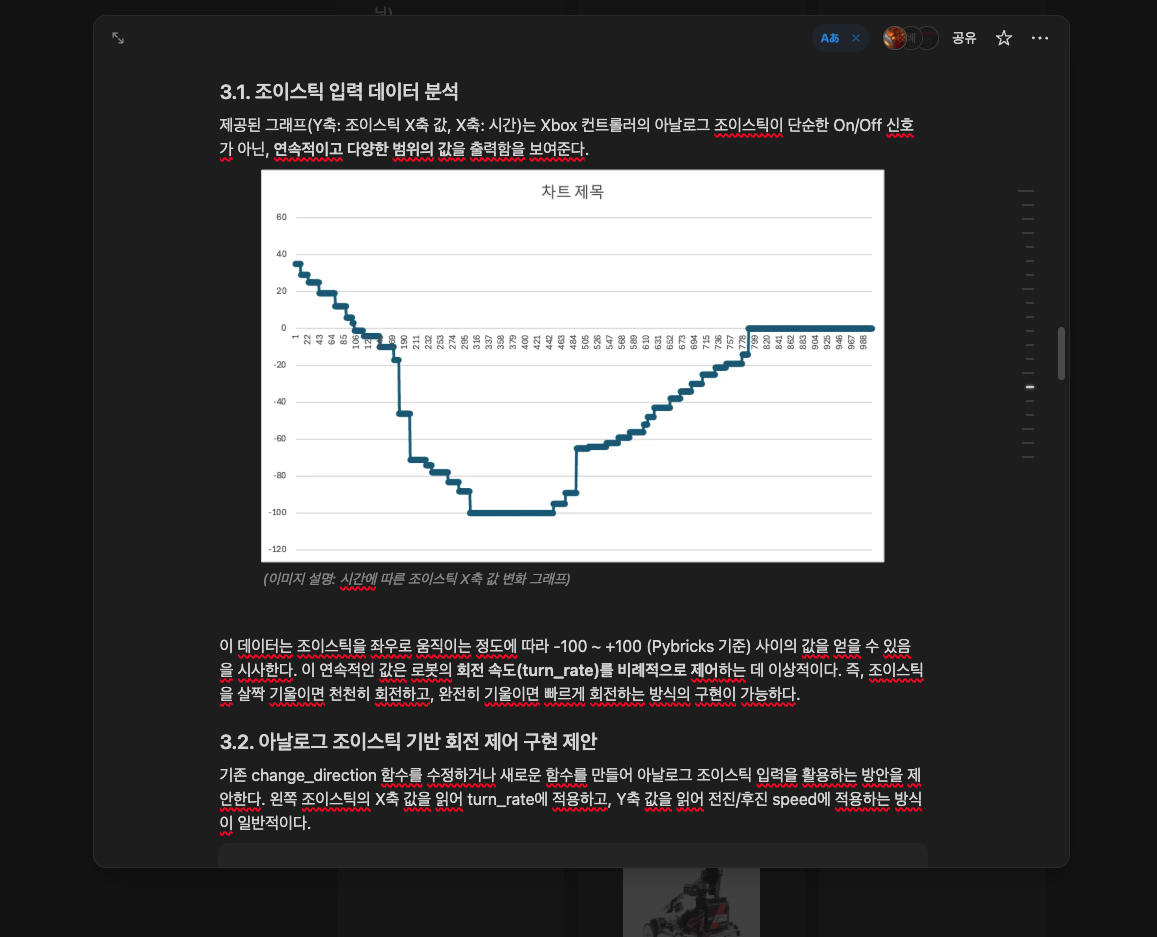 Aあ ×
공유
3.1. 조이스틱 입력 데이터 분석
제공된 그래프(Y축: 조이스틱 X축 값, X축: 시간)는 Xbox 컨트롤러의 아날로그 조이스틱이 단순한 On/Off 신호
가 아닌, 연속적이고 다양한 범위의 값을 출력함을 보여준다.
차트 제목
60
40
20
0
1 22 43 64 85 106 190 211 232 253 274 295 316 337 358 379 400 421 442 463 484 505 526 547 568 589 610 631 652 673 694 715 736 757 778 799 820 841 862 883 904 925 946 967 988
-20
-40
-60
-80
-100
-120
(이미지 설명: 시간에 따른 조이스틱 X축 값 변화 그래프)
이 데이터는 조이스틱을 좌우로 움직이는 정도에 따라 -100 ~ +100 (Pybricks 기준) 사이의 값을 얻을 수 있음
을 시사한다. 이 연속적인 값은 로봇의 회전 속도(turn_rate)를 비례적으로 제어하는 데 이상적이다. 즉, 조이스틱
을 살짝 기울이면 천천히 회전하고, 완전히 기울이면 빠르게 회전하는 방식의 구현이 가능하다.
3.2. 아날로그 조이스틱 기반 회전 제어 구현 제안
기존 change_direction 함수를 수정하거나 새로운 함수를 만들어 아날로그 조이스틱 입력을 활용하는 방안을 제
안한다. 왼쪽 조이스틱의 X축 값을 읽어 turn_rate에 적용하고, Y축 값을 읽어 전진/후진 speed에 적용하는 방식
이 일반적이다.